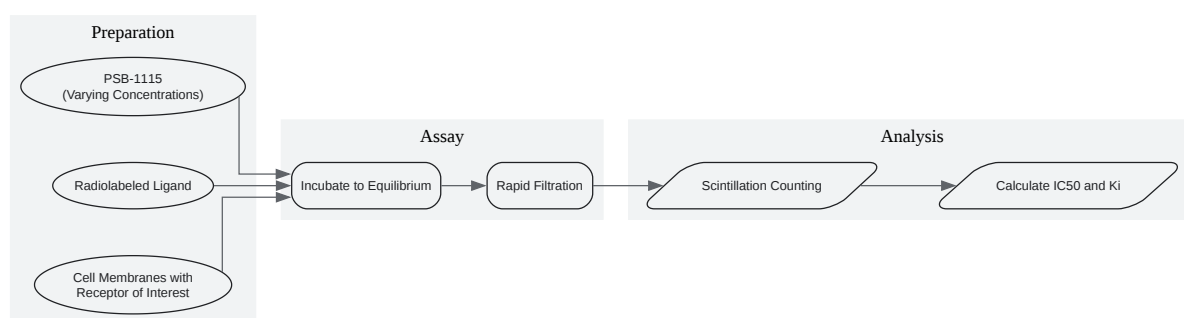 Preparation
PSB-1115
(Varying Concentrations)
Radiolabeled Ligand
Cell Membranes with
Receptor of Interest
Assay
Incubate to Equilibrium
Rapid Filtration
Analysis
Scintillation Counting
Calculate IC50 and Ki